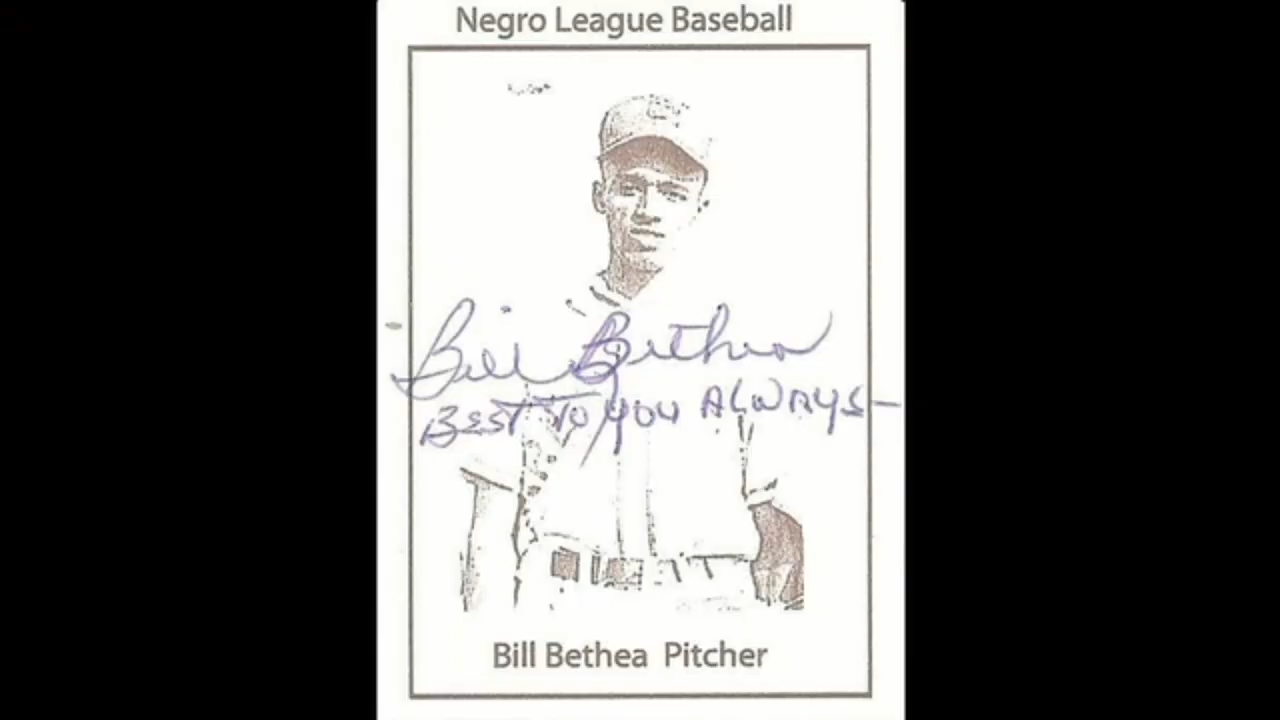 Negro League Baseball
Bill Bethea
BEST TO YOU ALWAYS-
Bill Bethea Pitcher